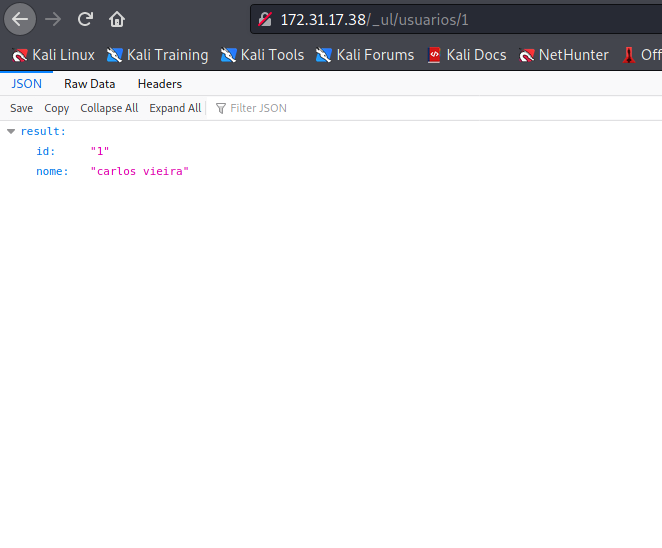 172.31.17.38/_ul/usuarios/1
Kali Linux Kali Training Kali Tools Kali Forums Kali Docs NetHunter Off
JSON Raw Data Headers
Save Copy Collapse All Expand All Filter JSON
result:
id: "1"
nome: "carlos vieira"